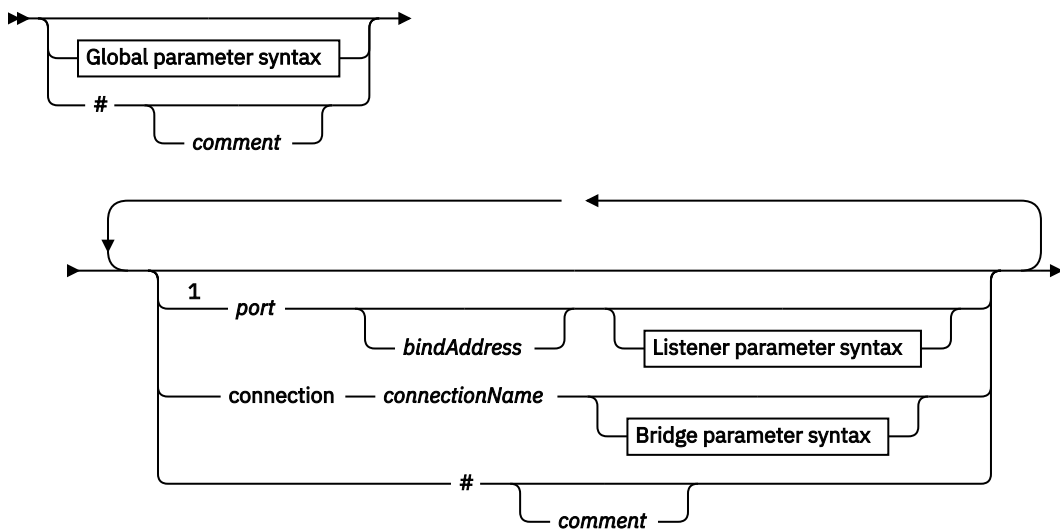 Global parameter syntax
#
comment
1
port
bindAddress
Listener parameter syntax
connection connectionName
Bridge parameter syntax
#
comment